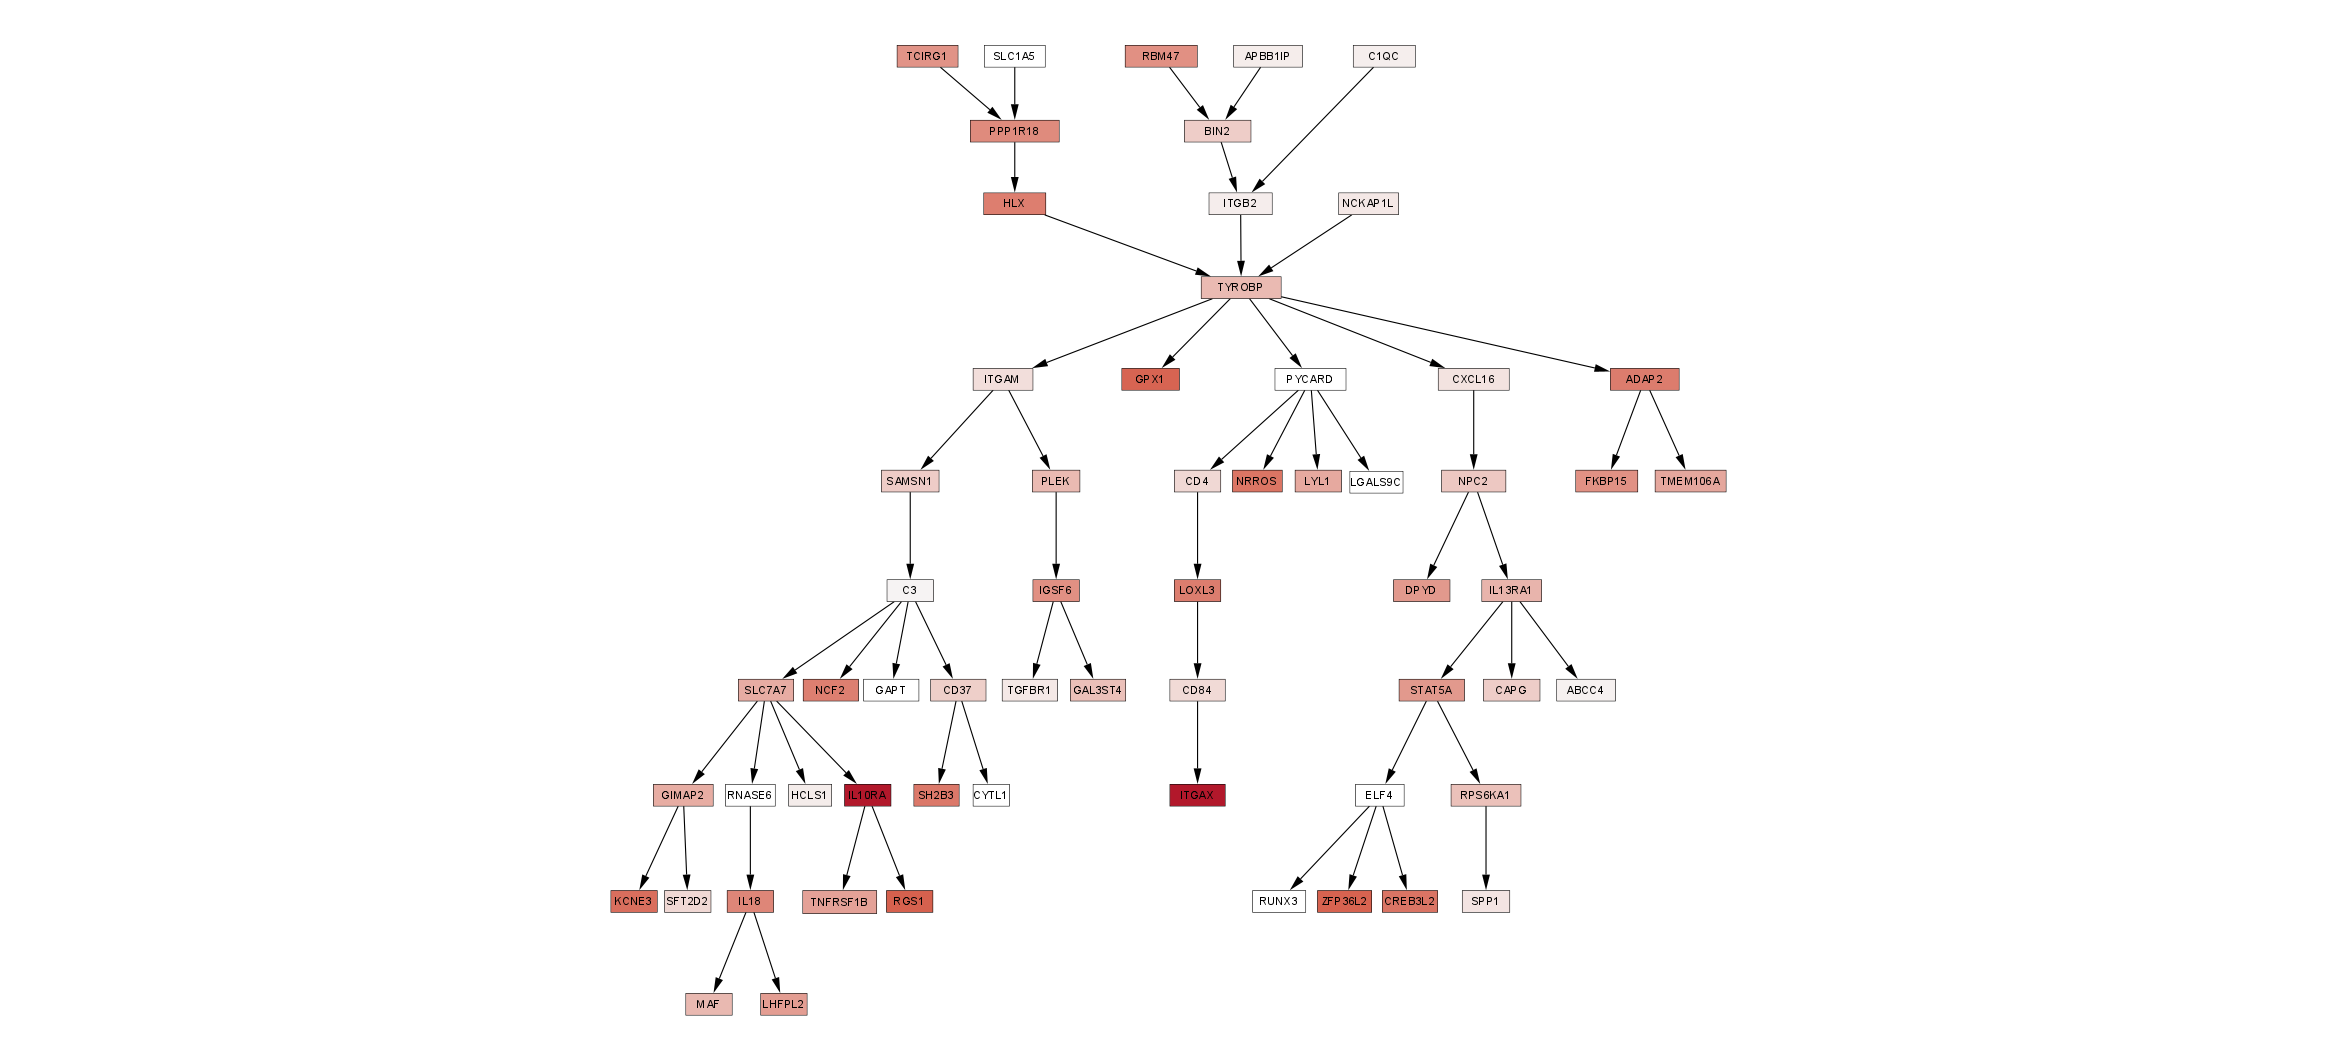 TCIRG1 SLC1A5 RBM47 APBB1IP C1QC
PPP1R18 BIN2
HLX ITGB2 NCKAP1L
TYROBP
ITGAM GPX1 PYCARD CXCL16 ADAP2
SAMSN1 PLEK CD4 NRROS LYL1 LGALS9C NPC2 FKBP15 TMEM106A
C3 IGSF6 LOXL3 DPYD IL13RA1
SLC7A7 NCF2 GAPT CD37 TGFBR1 GAL3ST4 CD84 STAT5A CAPG ABCC4
GIMAP2 RNASE6 HCLS1 IL10RA SH2B3 CYTL1 ITGAX ELF4 RPS6KA1
KCNE3 SFT2D2 IL18 TNFRSF1B RGS1 RUNX3 ZFP36L2 CREB3L2 SPP1
MAF LHFPL2